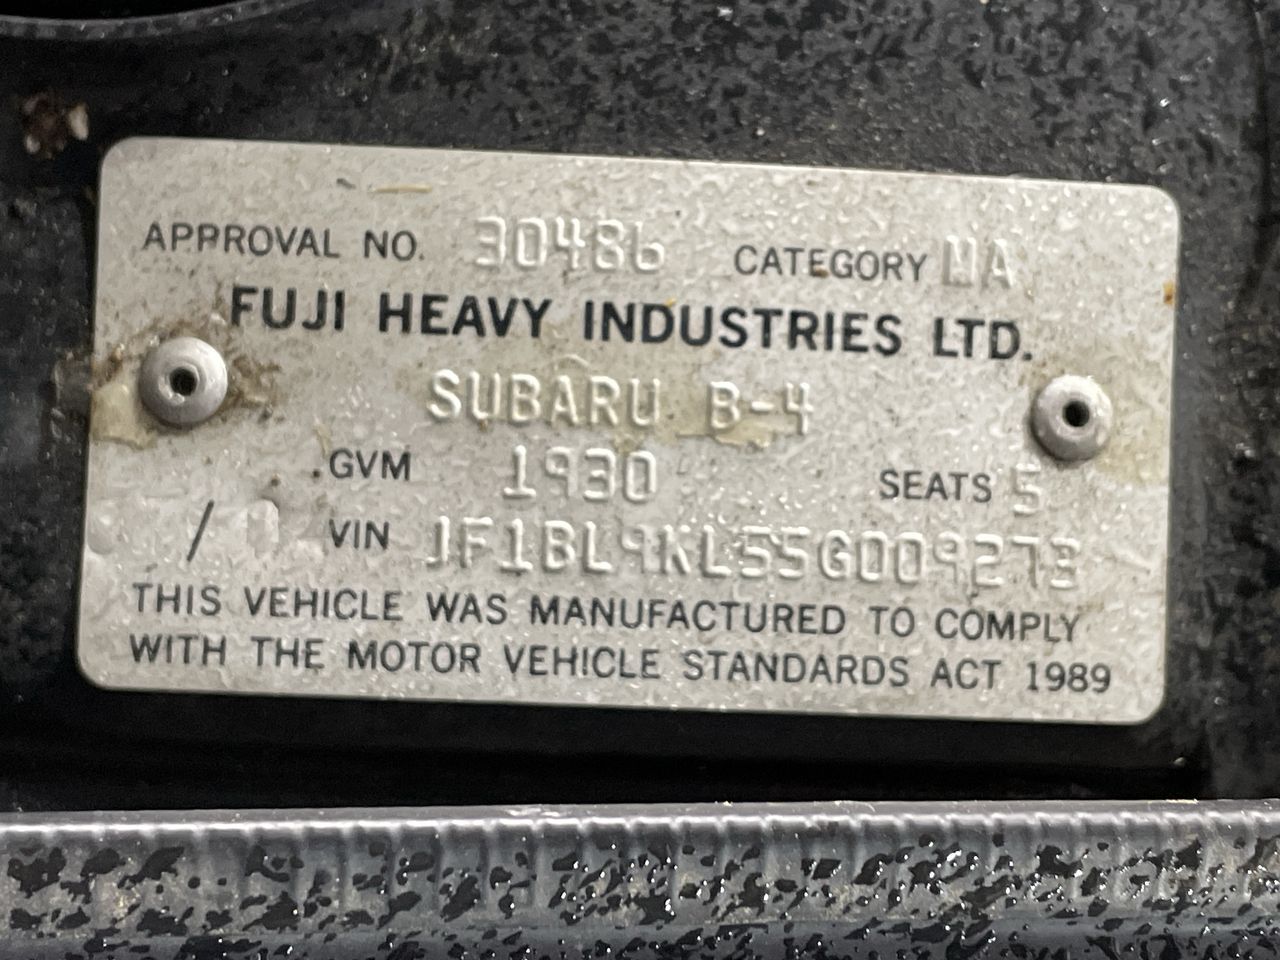 APPROVAL NO. 30486 CATEGORY MA
FUJI HEAVY INDUSTRIES LTD.
SUBARU B-4
GVM 1930 SEATS 5
/ VIN JF1BL9KL55G009273
THIS VEHICLE WAS MANUFACTURED TO COMPLY
WITH THE MOTOR VEHICLE STANDARDS ACT 1989